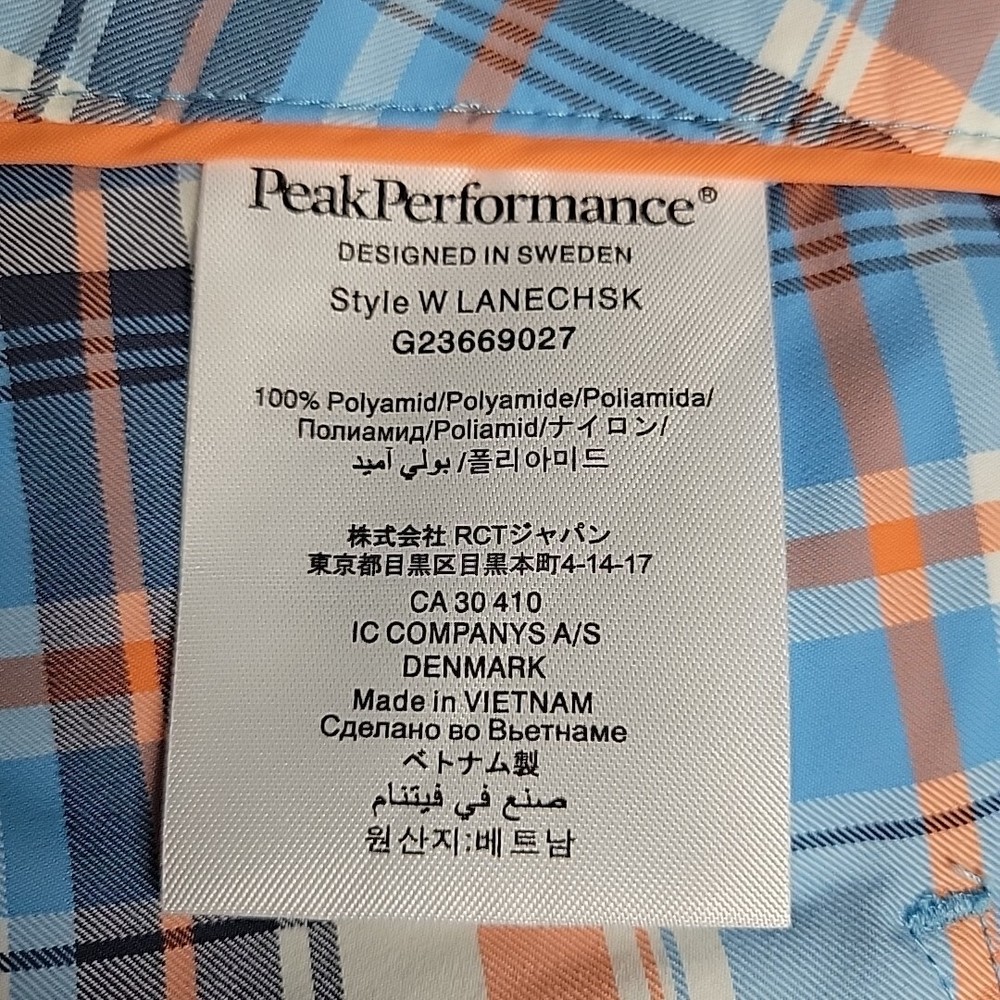 PeakPerformance®
DESIGNED IN SWEDEN
Style W LANECHSK
G23669027
100% Polyamid/Polyamide/Poliamida/
Полиамид/Poliamid/ナイロン/
بولي آميد/폴리아미드
株式会社 RCTジャパン
東京都目黒区目黒本町4-14-17
CA 30 410
IC COMPANYS A/S
DENMARK
Made in VIETNAM
Сделано во Вьетнаме
ベトナム製
صنع في فيتنام
원산지:베트남